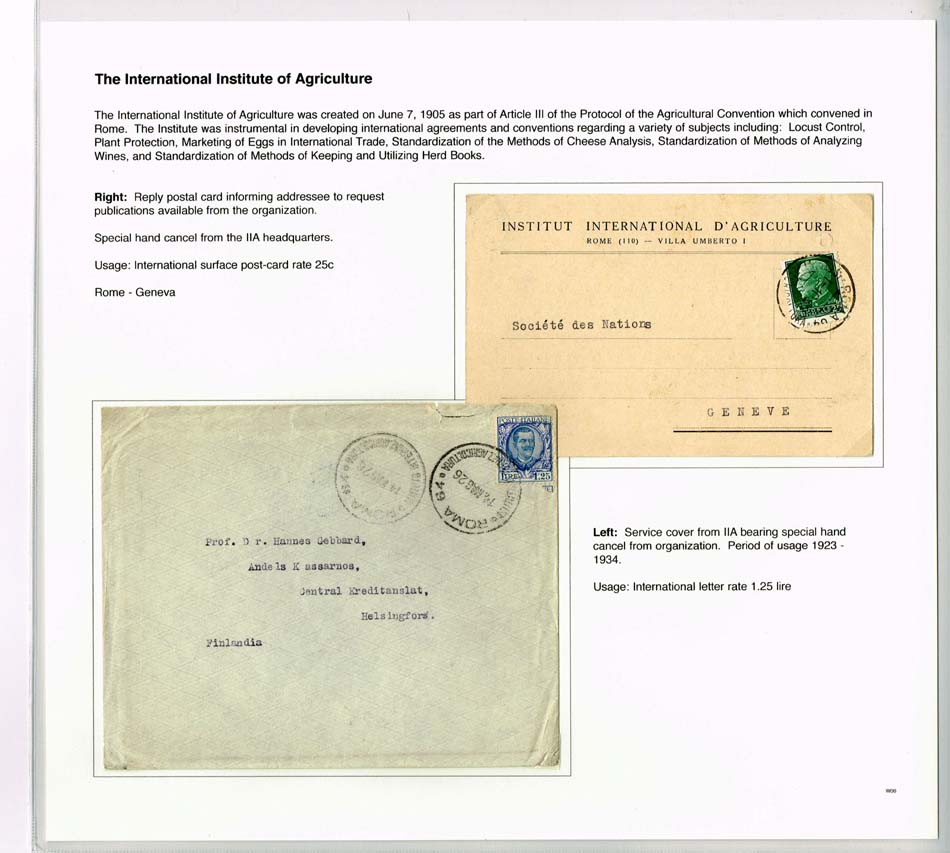 The International Institute of Agriculture
The International Institute of Agriculture was created on June 7, 1905 as part of Article III of the Protocol of the Agricultural Convention which convened in
Rome. The Institute was instrumental in developing international agreements and conventions regarding a variety of subjects including: Locust Control,
Plant Protection, Marketing of Eggs in International Trade, Standardization of the Methods of Cheese Analysis, Standardization of Methods of Analyzing
Wines, and Standardization of Methods of Keeping and Utilizing Herd Books.
Right: Reply postal card informing addressee to request
publications available from the organization.
Special hand cancel from the IIA headquarters.
Usage: International surface post-card rate 25c
Rome - Geneva
INSTITUT INTERNATIONAL D'AGRICULTURE
ROME (110) — VILLA UMBERTO I
ROMA 64
Société des Nations
GENEVE
POSTE ITALIANE
LIRE 1.25
ROMA 64
ROMA 64
Prof. D r. Hannes Gebhard,
Andels K assarnos,
Central Kreditanslat,
Helsingfors.
Finlandia
Left: Service cover from IIA bearing special hand
cancel from organization. Period of usage 1923 -
1934.
Usage: International letter rate 1.25 lire